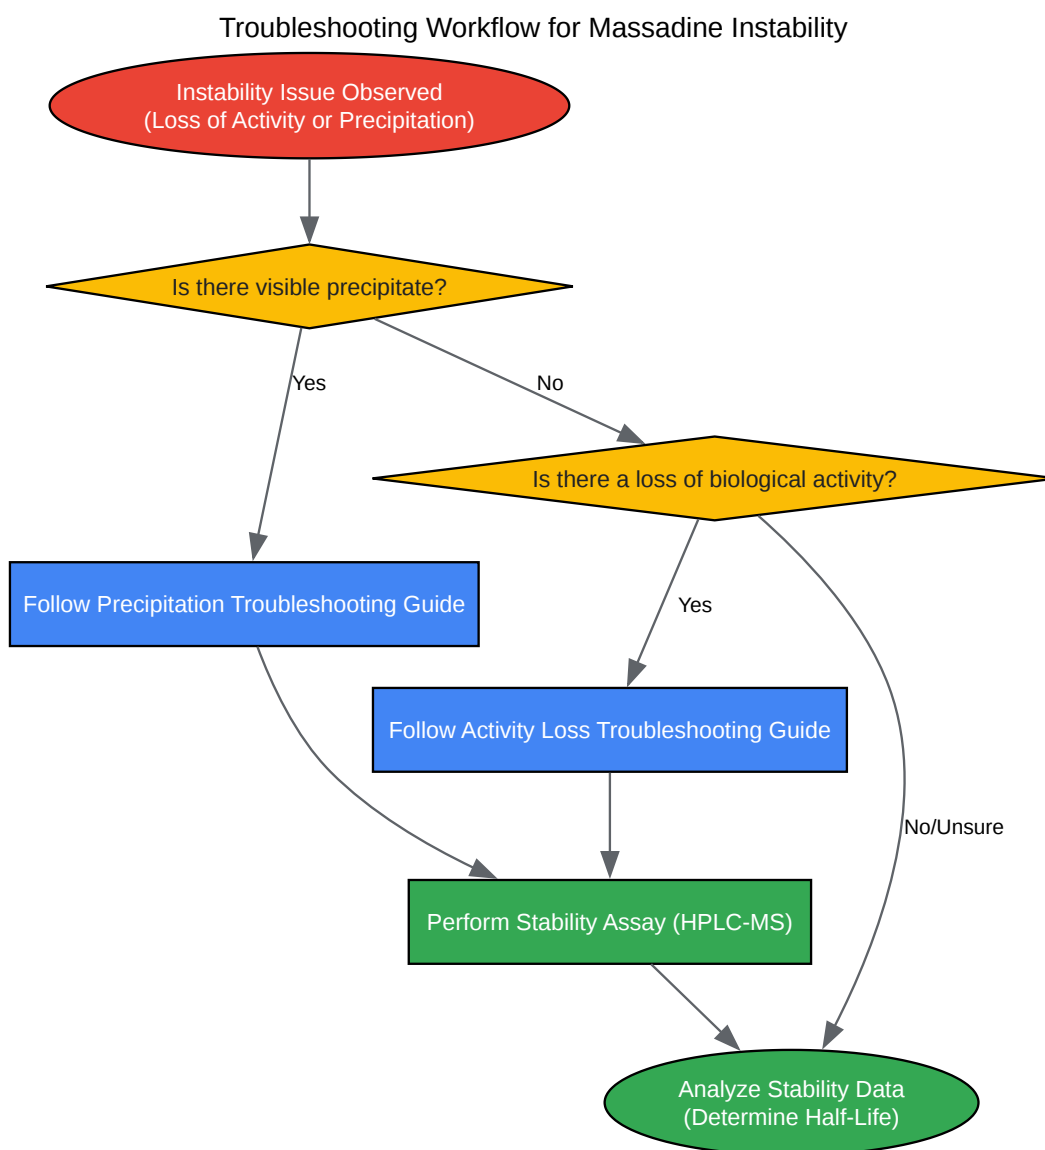 Troubleshooting Workflow for Massadine Instability
Instability Issue Observed
(Loss of Activity or Precipitation)
Is there visible precipitate?
Yes
No
Is there a loss of biological activity?
Follow Precipitation Troubleshooting Guide
Yes
Follow Activity Loss Troubleshooting Guide
No/Unsure
Perform Stability Assay (HPLC-MS)
Analyze Stability Data
(Determine Half-Life)